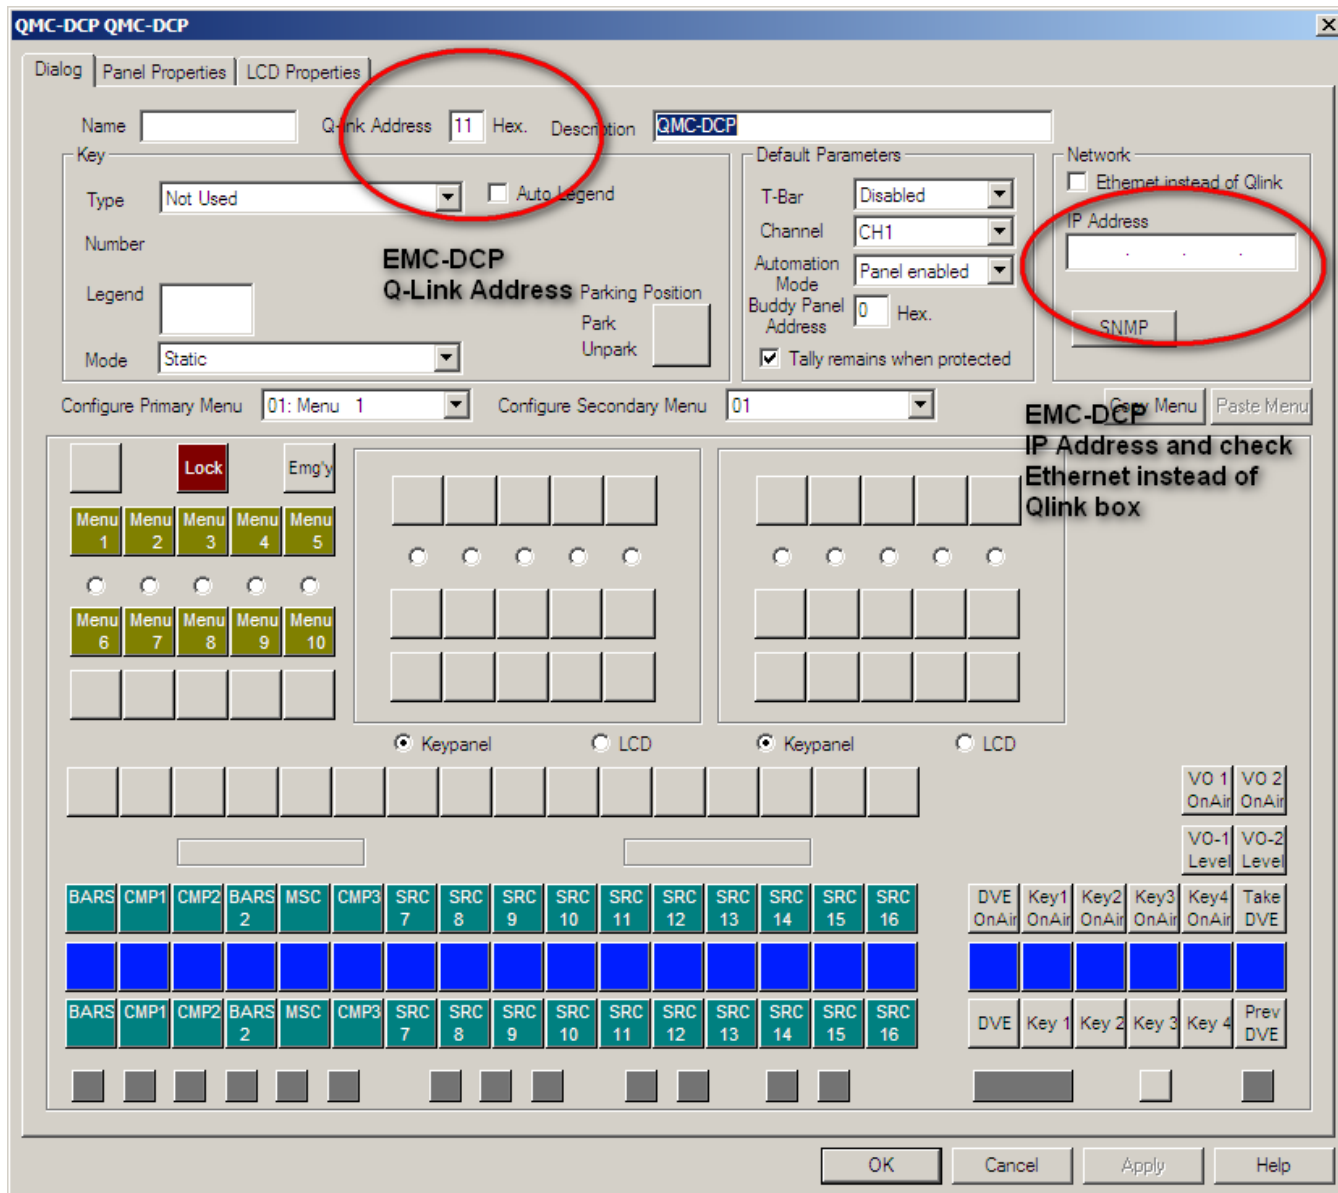 QMC-DCP QMC-DCP
Dialog Panel Properties LCD Properties
Name Q-link Address 11 Hex. Description QMC-DCP
Key
Type Not Used Auto Legend
Number
Legend
Mode Static
Parking Position
Park
Unpark
EMC-DCP
Q-Link Address
Default Parameters
T-Bar Disabled
Channel CH1
Automation
Mode
Panel enabled
Buddy Panel
Address
0 Hex.
Tally remains when protected
Network
Ethernet instead of Qlink
IP Address
. . .
SNMP
Configure Primary Menu 01: Menu 1 Configure Secondary Menu 01 Copy Menu Paste Menu
EMC-DCP
IP Address and check
Ethernet instead of
Qlink box
Lock Emg'y
Menu 1 Menu 2 Menu 3 Menu 4 Menu 5
Menu 6 Menu 7 Menu 8 Menu 9 Menu 10
Keypanel LCD Keypanel LCD
VO 1 OnAir VO 2 OnAir
VO-1 Level VO-2 Level
BARS CMP1 CMP2 BARS 2 MSC CMP3 SRC 7 SRC 8 SRC 9 SRC 10 SRC 11 SRC 12 SRC 13 SRC 14 SRC 15 SRC 16 DVE OnAir Key1 OnAir Key2 OnAir Key3 OnAir Key4 OnAir Take DVE
BARS CMP1 CMP2 BARS 2 MSC CMP3 SRC 7 SRC 8 SRC 9 SRC 10 SRC 11 SRC 12 SRC 13 SRC 14 SRC 15 SRC 16 DVE Key 1 Key 2 Key 3 Key 4 Prev DVE
OK Cancel Apply Help